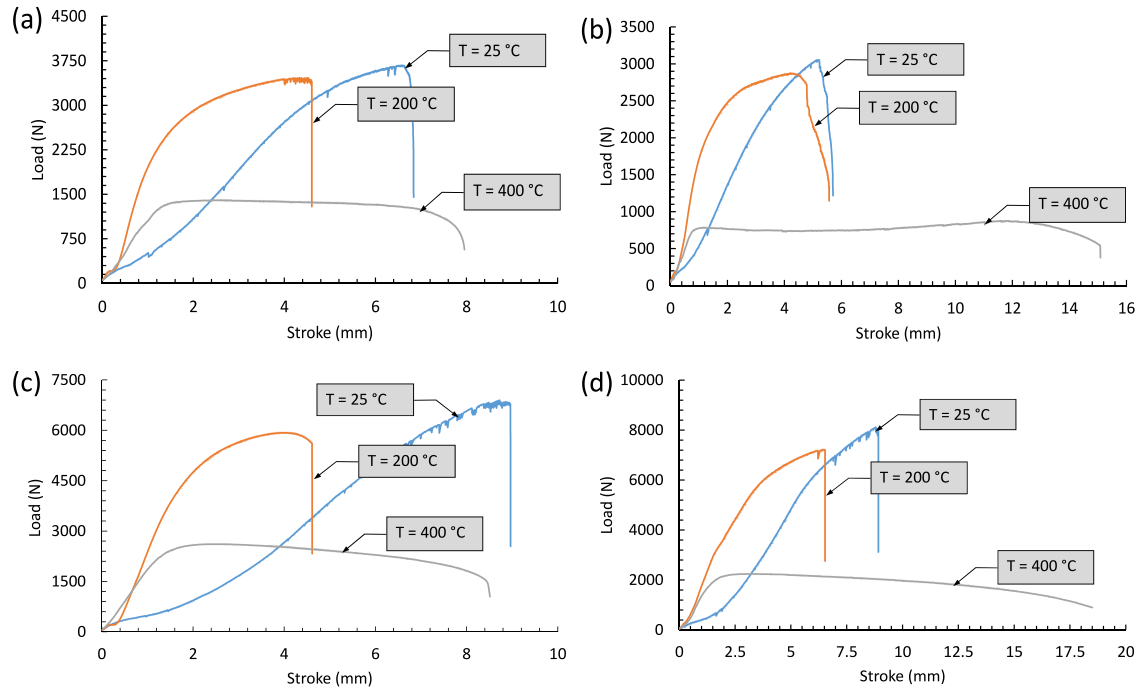 (a)
4500
3750
3000
2250
1500
750
0
Load (N)
T = 25 °C
T = 200 °C
T = 400 °C
0 2 4 6 8 10
Stroke (mm)
(b)
3500
3000
2500
2000
1500
1000
500
0
Load (N)
T = 25 °C
T = 200 °C
T = 400 °C
0 2 4 6 8 10 12 14 16
Stroke (mm)
(c)
7500
6000
4500
3000
1500
0
Load (N)
T = 25 °C
T = 200 °C
T = 400 °C
0 2 4 6 8 10
Stroke (mm)
(d)
10000
8000
6000
4000
2000
0
Load (N)
T = 25 °C
T = 200 °C
T = 400 °C
0 2.5 5 7.5 10 12.5 15 17.5 20
Stroke (mm)